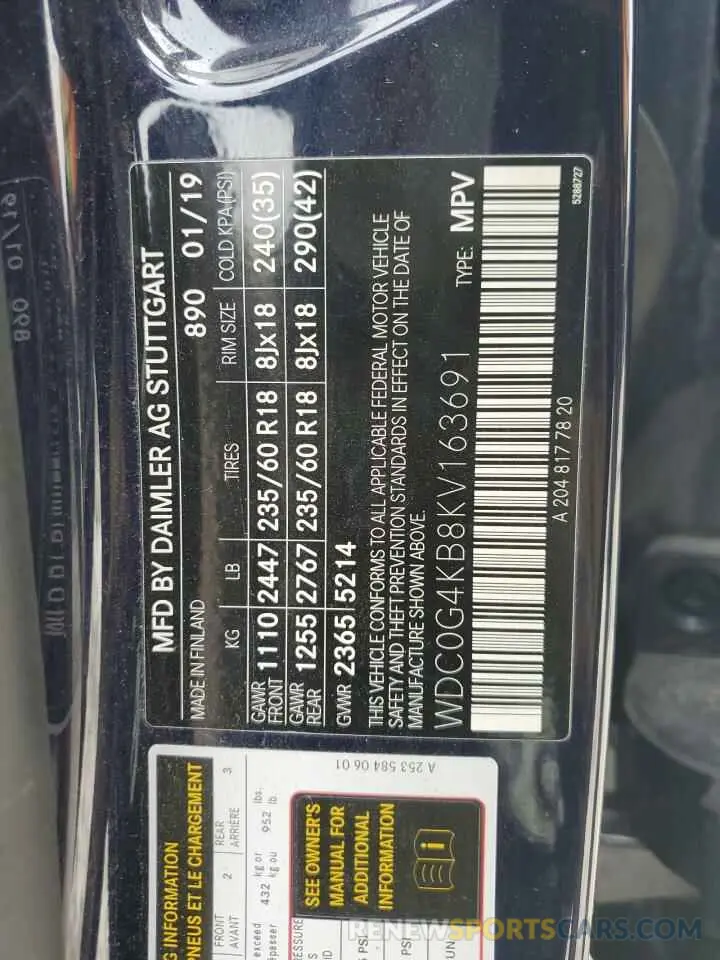 MFD BY DAIMLER AG STUTTGART
MADE IN FINLAND 890 01/19
KG LB TIRES RIM SIZE COLD KPA(PSI)
GAWR FRONT 1110 2447 235/60 R18 8Jx18 240(35)
GAWR REAR 1255 2767 235/60 R18 8Jx18 290(42)
GVWR 2365 5214
THIS VEHICLE CONFORMS TO ALL APPLICABLE FEDERAL MOTOR VEHICLE
SAFETY AND THEFT PREVENTION STANDARDS IN EFFECT ON THE DATE OF
MANUFACTURE SHOWN ABOVE.
WDC0G4KB8KV163691 TYPE: MPV
A 204 817 78 20
5288727
A 253 584 06 01
INFORMATION
PNEUS ET LE CHARGEMENT
FRONT 2 REAR 3
AVANT ARRIÈRE
exceed 432 kg or 952 lbs.
kg ou lb
SEE OWNER'S
MANUAL FOR
ADDITIONAL
INFORMATION
RENEWSPORTSCARS.COM